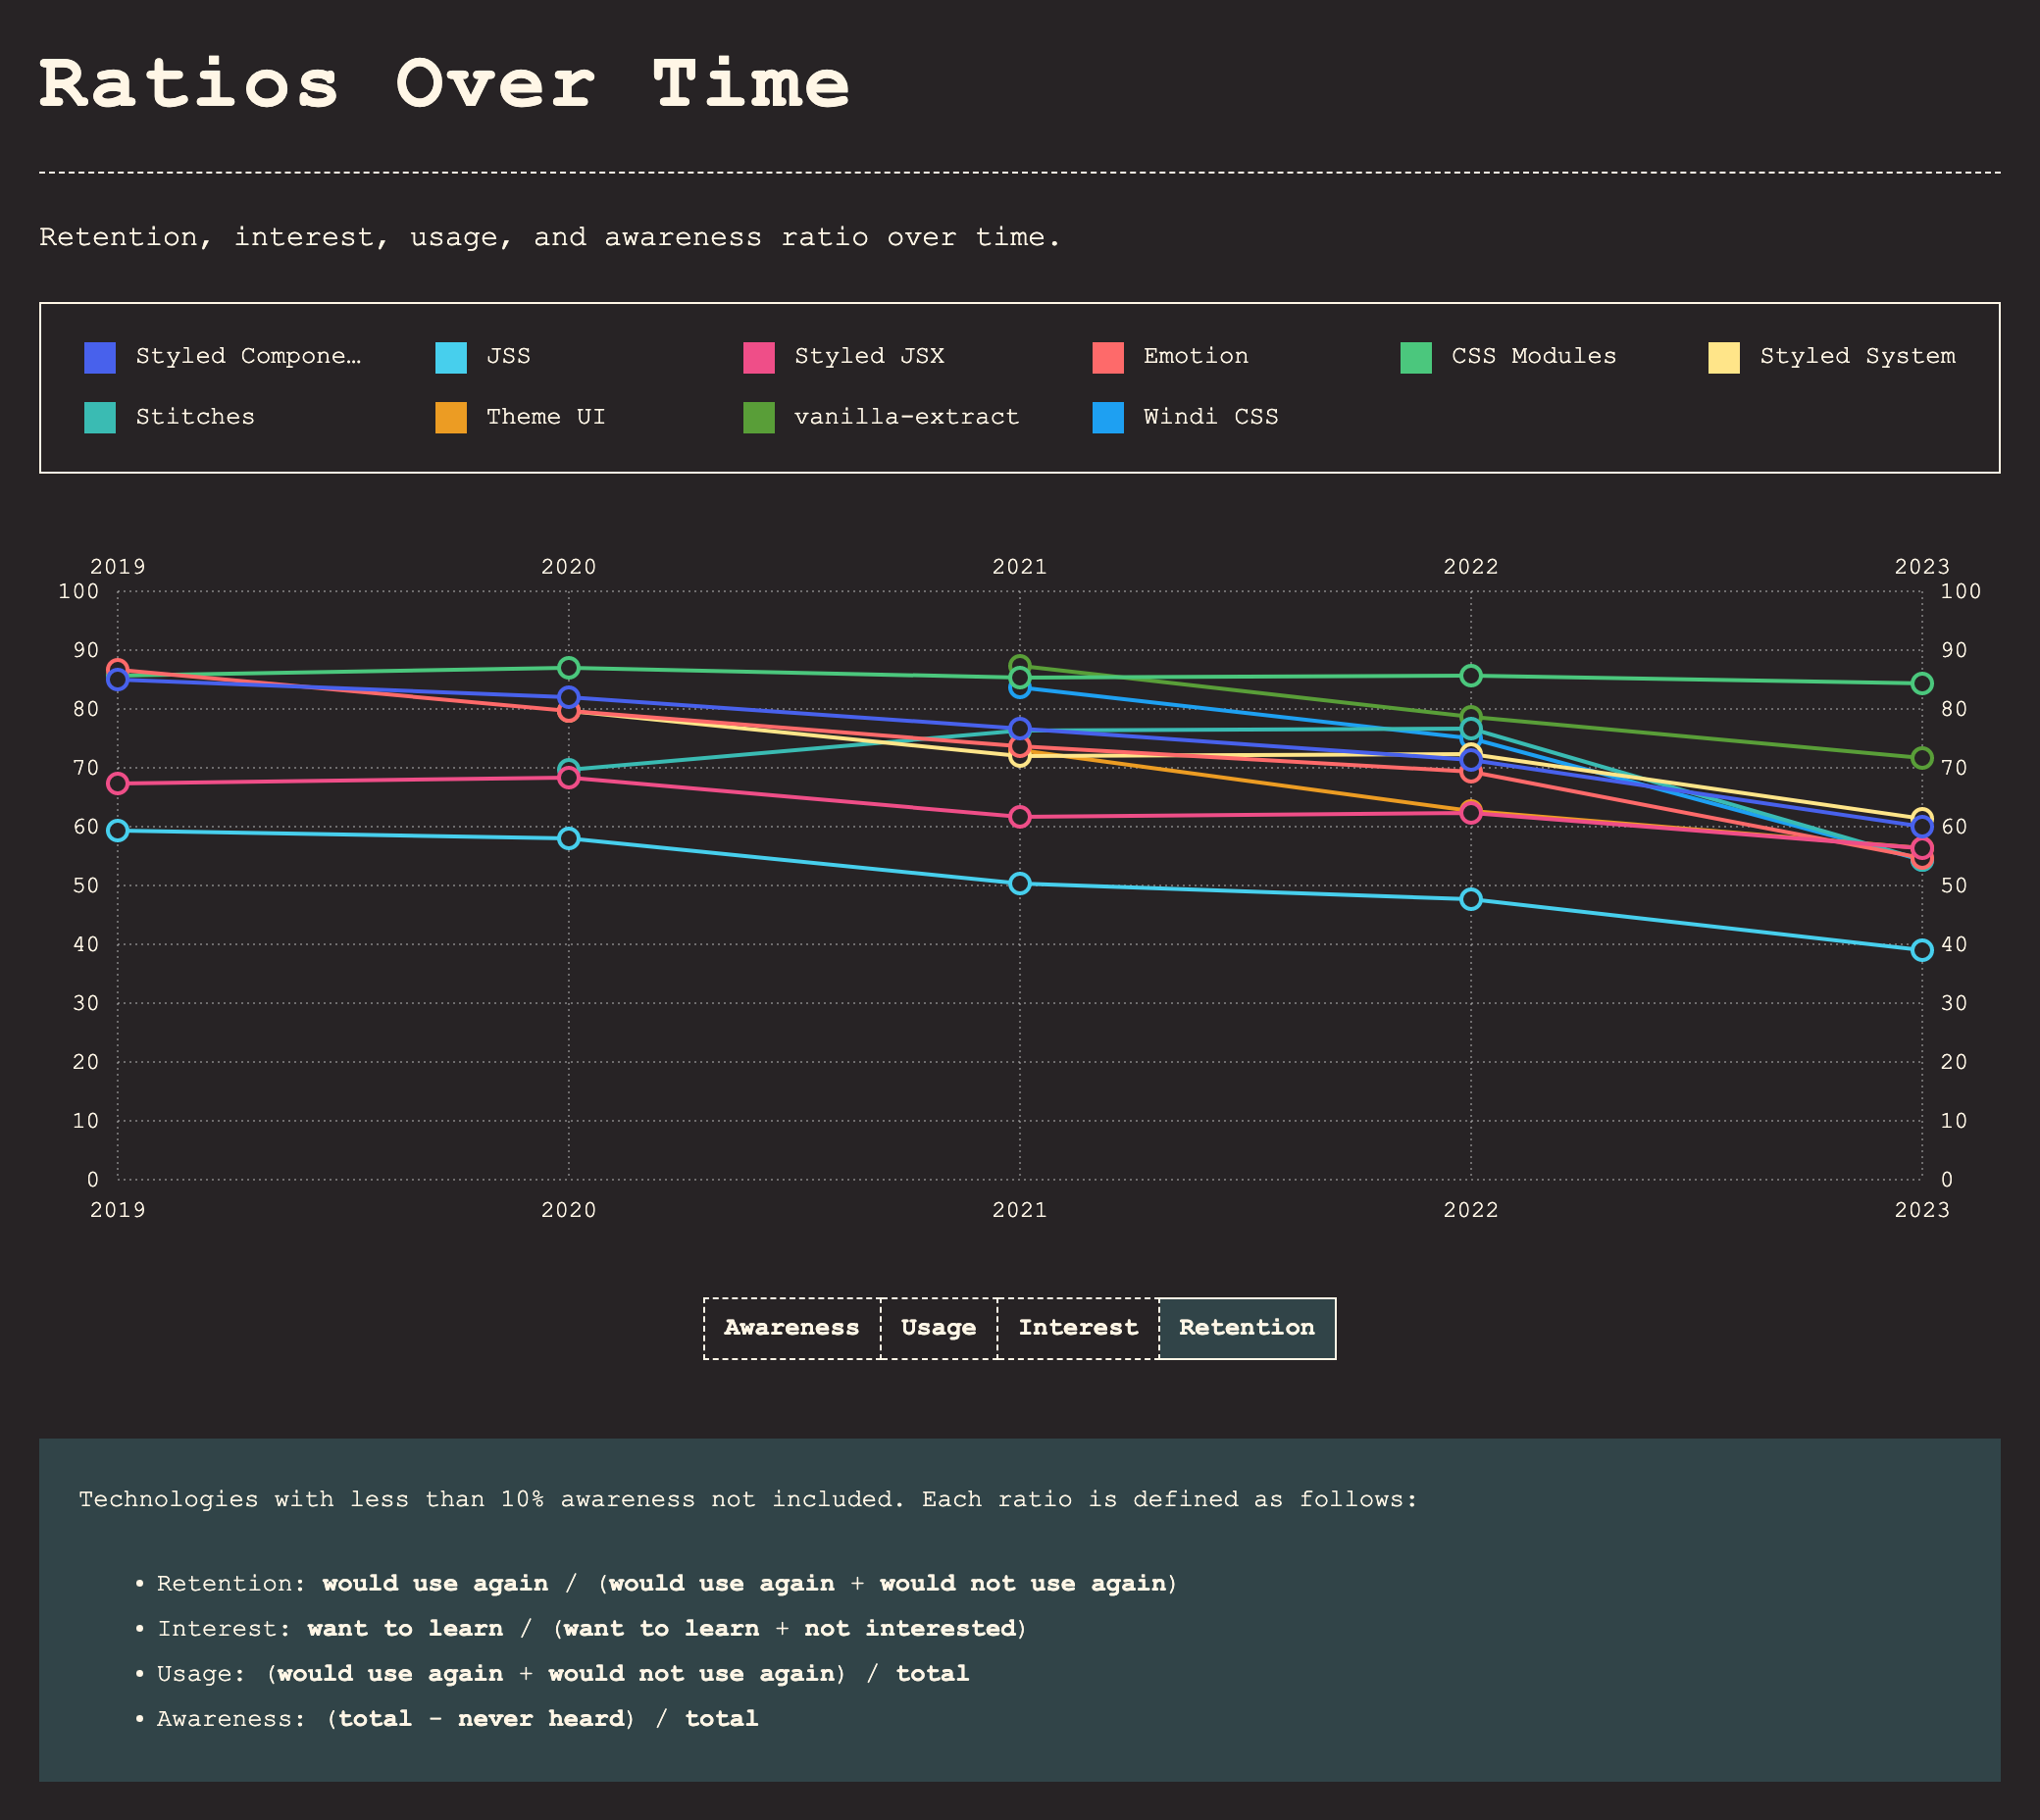 Ratios Over Time
Retention, interest, usage, and awareness ratio over time.
Styled Compone… JSS Styled JSX Emotion CSS Modules Styled System
Stitches Theme UI vanilla-extract Windi CSS
2019 2020 2021 2022 2023
100 100
90 90
80 80
70 70
60 60
50 50
40 40
30 30
20 20
10 10
0 0
2019 2020 2021 2022 2023
Awareness Usage Interest Retention
Technologies with less than 10% awareness not included. Each ratio is defined as follows:
• Retention: would use again / (would use again + would not use again)
• Interest: want to learn / (want to learn + not interested)
• Usage: (would use again + would not use again) / total
• Awareness: (total - never heard) / total